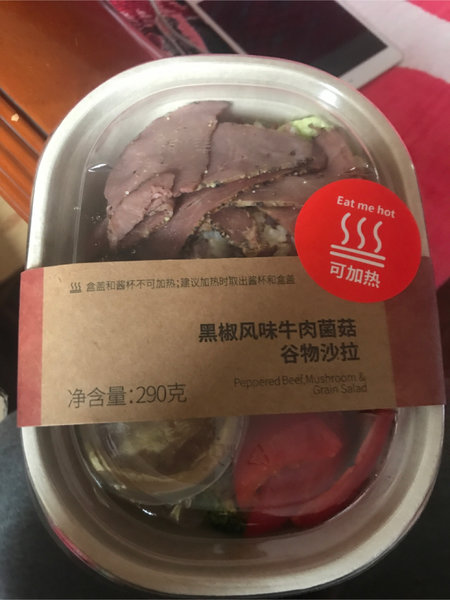 Eat me hot
可加热
盒盖和酱杯不可加热;建议加热时取出酱杯和盒盖
黑椒风味牛肉菌菇
谷物沙拉
Peppered Beef,Mushroom &
Grain Salad
净含量:290克